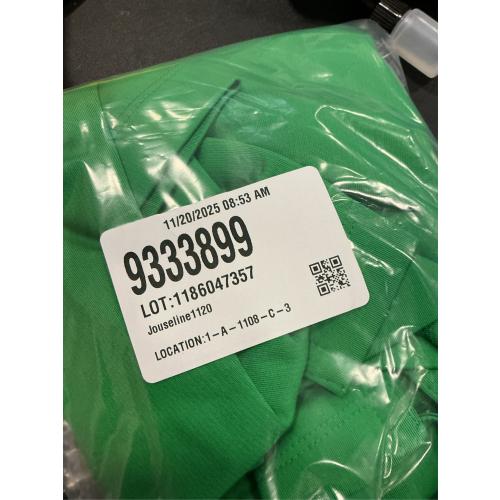 11/20/2025 08:53 AM
9333899
LOT:1186047357
Jouseline1120
LOCATION:1-A-1108-C-3